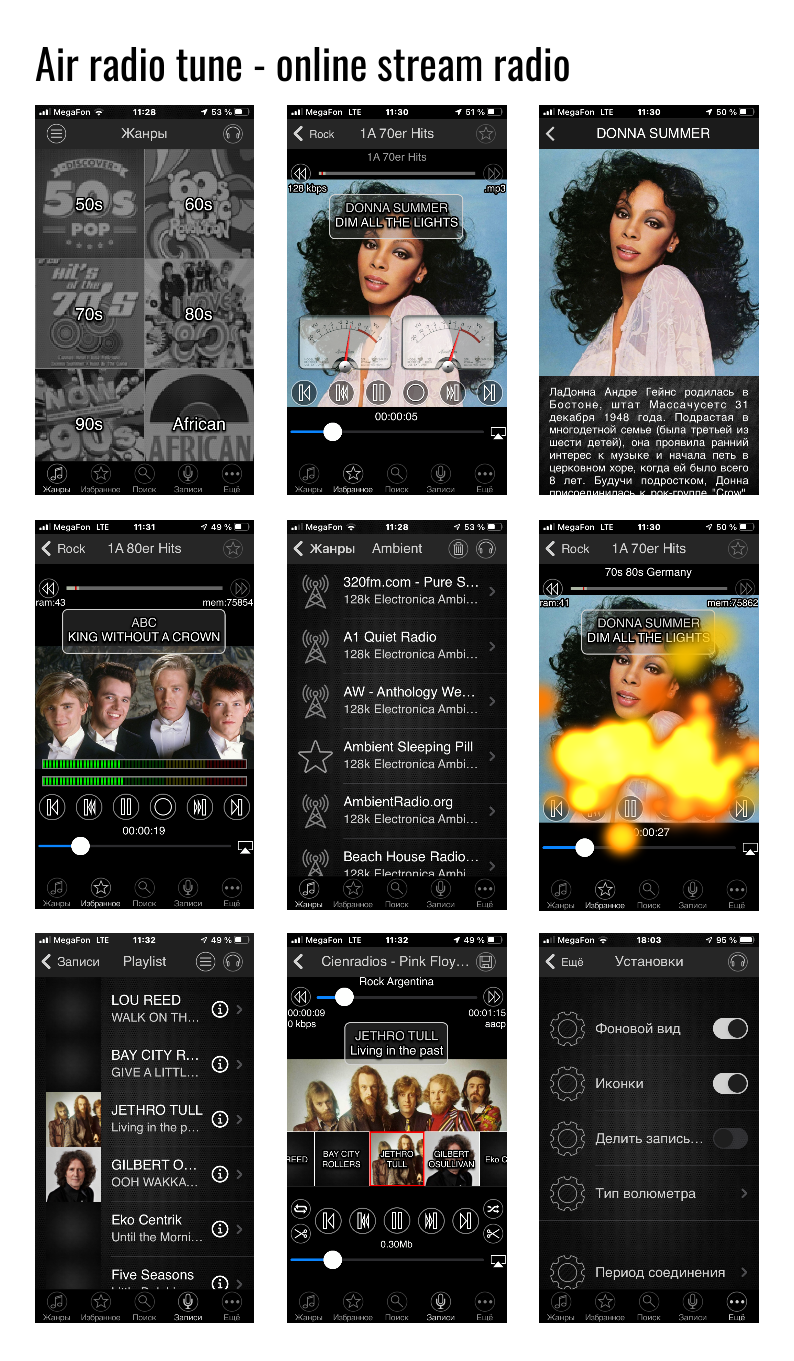 Air radio tune - online stream radio
MegaFon 11:28 53 %
Жанры
DISCOVER
50s
POP
60s
HIT'S
of the
70's
70s
I LOVE
80s
NOW
90s
African
AFRICAN
Жанры Избранное Поиск Записи Ещё
MegaFon LTE 11:30 51 %
Rock 1A 70er Hits
1A 70er Hits
128 kbps .mp3
DONNA SUMMER
DIM ALL THE LIGHTS
00:00:05
Жанры Избранное Поиск Записи Ещё
MegaFon LTE 11:30 50 %
DONNA SUMMER
ЛаДонна Андре Гейнс родилась в
Бостоне, штат Массачусетс 31
декабря 1948 года. Подрастая в
многодетной семье (была третьей из
шести детей), она проявила ранний
интерес к музыке и начала петь в
церковном хоре, когда ей было всего
8 лет. Будучи подростком, Донна
присоединилась к рок-группе "Crow",
MegaFon LTE 11:31 49 %
Rock 1A 80er Hits
ram:43 mem:75854
ABC
KING WITHOUT A CROWN
00:00:19
Жанры Избранное Поиск Записи Ещё
MegaFon 11:28 53 %
Жанры Ambient
320fm.com - Pure S...
128k Electronica Ambi...
A1 Quiet Radio
128k Electronica Ambi...
AW - Anthology We...
128k Electronica Ambi...
Ambient Sleeping Pill
128k Electronica Ambi...
AmbientRadio.org
128k Electronica Ambi...
Beach House Radio...
128k Electronica Ambi
Жанры Избранное Поиск Записи Ещё
MegaFon LTE 11:30 50 %
Rock 1A 70er Hits
70s 80s Germany
ram:41 mem:75862
DONNA SUMMER
DIM ALL THE LIGHTS
:00:27
Жанры Избранное Поиск Записи Ещё
MegaFon LTE 11:32 49 %
Записи Playlist
LOU REED
WALK ON TH...
BAY CITY R...
GIVE A LITTL...
JETHRO TULL
Living in the p...
GILBERT O...
OOH WAKKA...
Eko Centrik
Until the Morni...
Five Seasons
Жанры Избранное Поиск Записи Ещё
MegaFon LTE 11:32 49 %
Cienradios - Pink Floy...
Rock Argentina
00:00:09 00:01:15
0 kbps aacp
JETHRO TULL
Living in the past
REED BAY CITY ROLLERS JETHRO TULL GILBERT OSULLIVAN Eko C
0.30Mb
Жанры Избранное Поиск Записи Ещё
MegaFon 18:03 95 %
Ещё Установки
Фоновой вид
Иконки
Делить запись...
Тип волюметра
Период соединения
Жанры Избранное Поиск Записи Ещё